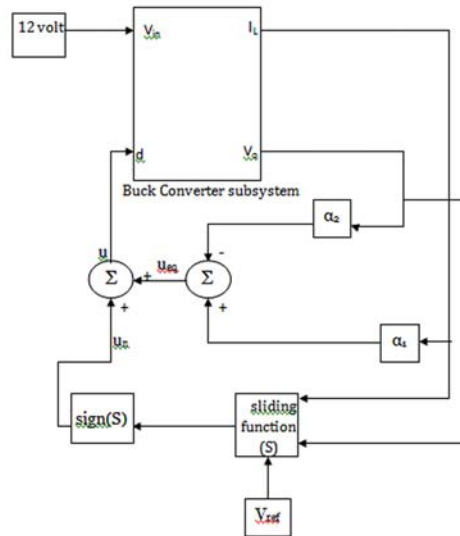 12 volt
Vin
IL
d
Vo
Buck Converter subsystem
α2
u
-
Σ
+
ueq
Σ
+
+
un
α1
sign(S)
sliding
function
(S)
Vref